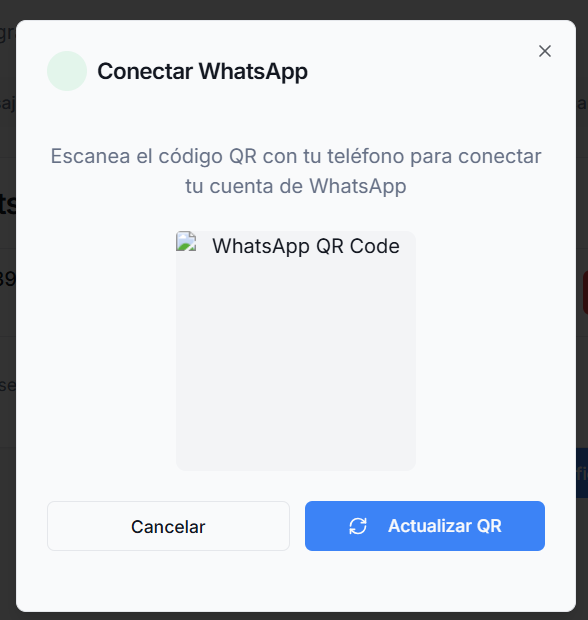 Conectar WhatsApp
Escanea el código QR con tu teléfono para conectar
tu cuenta de WhatsApp
WhatsApp QR Code
Cancelar
Actualizar QR